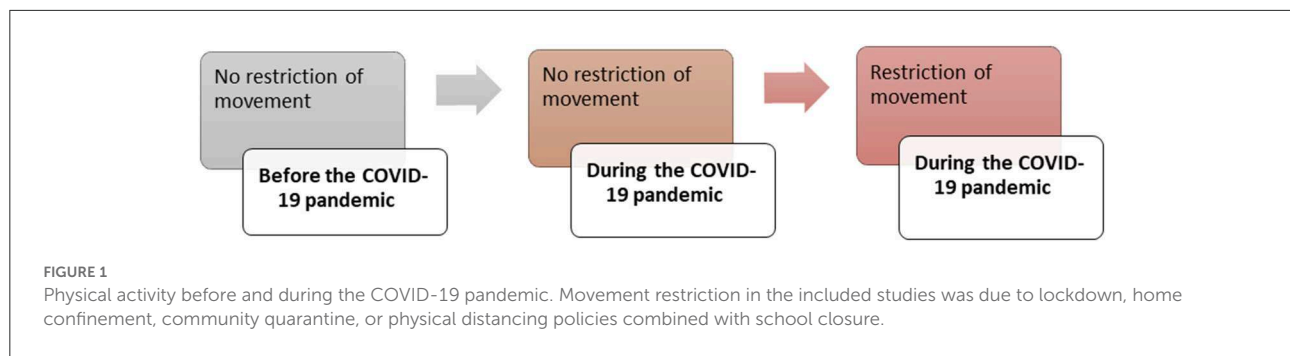 No restriction of
movement
Before the COVID-
19 pandemic
No restriction of
movement
During the COVID-
19 pandemic
Restriction of
movement
During the COVID-
19 pandemic
FIGURE 1
Physical activity before and during the COVID-19 pandemic. Movement restriction in the included studies was due to lockdown, home
confinement, community quarantine, or physical distancing policies combined with school closure.